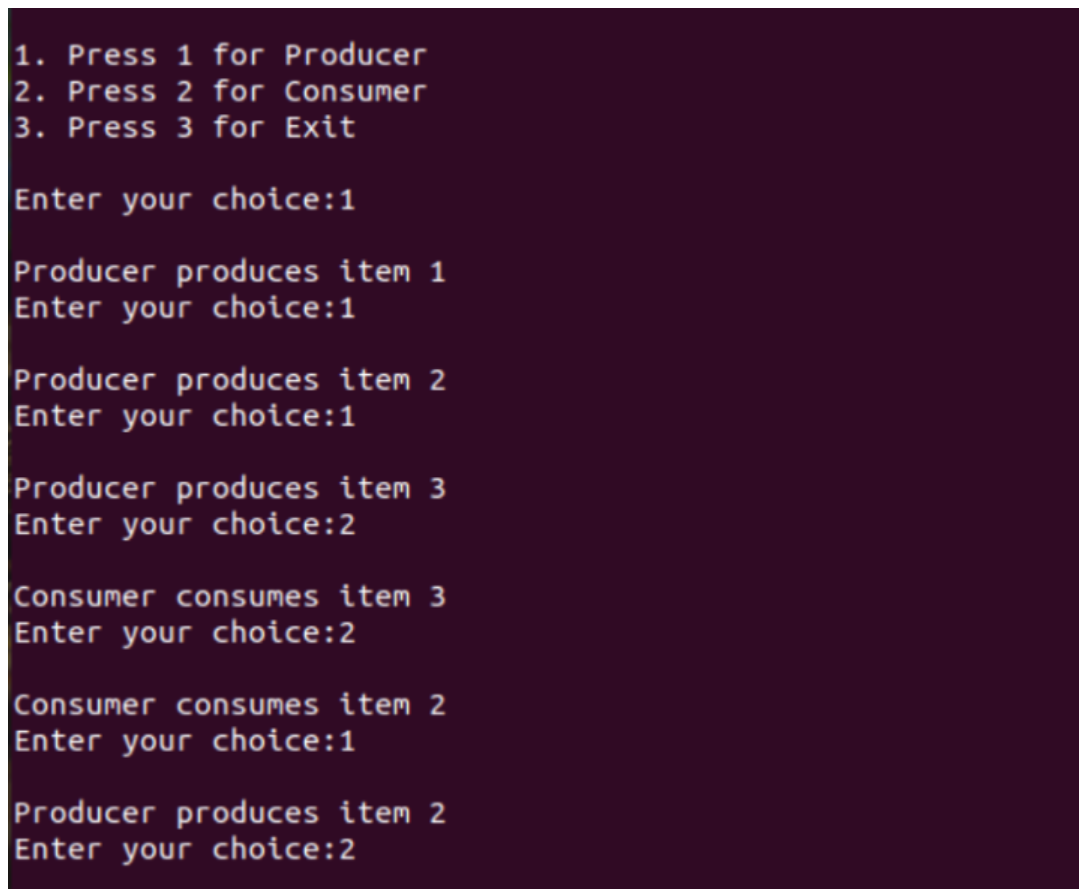 1. Press 1 for Producer
2. Press 2 for Consumer
3. Press 3 for Exit
Enter your choice:1
Producer produces item 1
Enter your choice:1
Producer produces item 2
Enter your choice:1
Producer produces item 3
Enter your choice:2
Consumer consumes item 3
Enter your choice:2
Consumer consumes item 2
Enter your choice:1
Producer produces item 2
Enter your choice:2